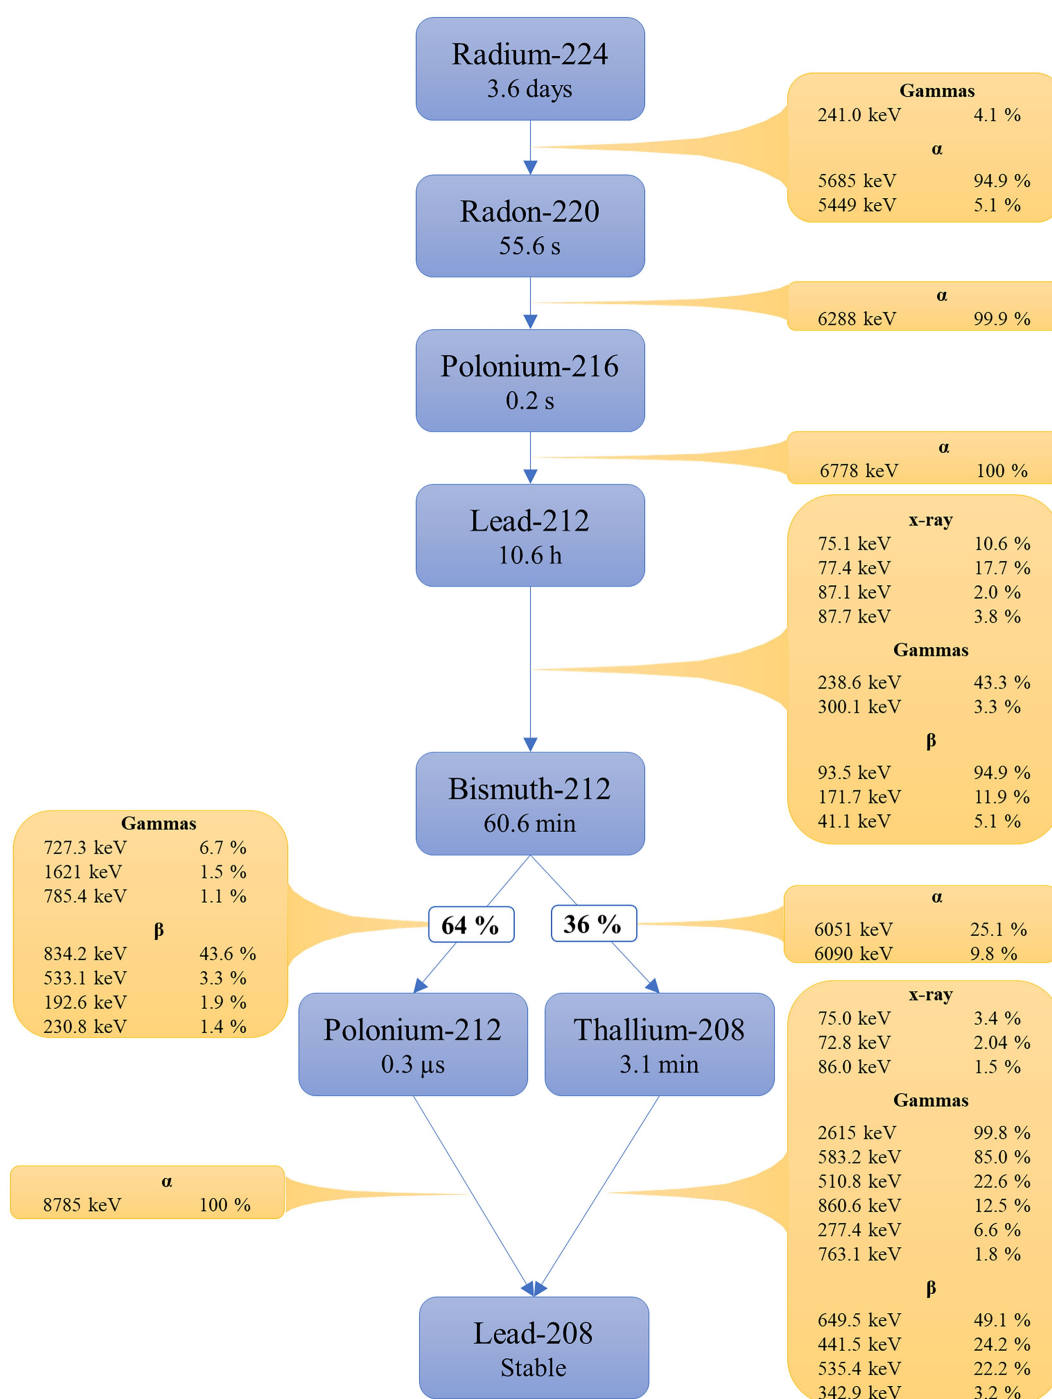 Radium-224
3.6 days
Gammas
241.0 keV 4.1 %
α
5685 keV 94.9 %
5449 keV 5.1 %
Radon-220
55.6 s
α
6288 keV 99.9 %
Polonium-216
0.2 s
α
6778 keV 100 %
Lead-212
10.6 h
x-ray
75.1 keV 10.6 %
77.4 keV 17.7 %
87.1 keV 2.0 %
87.7 keV 3.8 %
Gammas
238.6 keV 43.3 %
300.1 keV 3.3 %
β
93.5 keV 94.9 %
171.7 keV 11.9 %
41.1 keV 5.1 %
Bismuth-212
60.6 min
Gammas
727.3 keV 6.7 %
1621 keV 1.5 %
785.4 keV 1.1 %
β
834.2 keV 43.6 %
533.1 keV 3.3 %
192.6 keV 1.9 %
230.8 keV 1.4 %
64 %
36 %
α
6051 keV 25.1 %
6090 keV 9.8 %
Polonium-212
0.3 µs
Thallium-208
3.1 min
x-ray
75.0 keV 3.4 %
72.8 keV 2.04 %
86.0 keV 1.5 %
Gammas
2615 keV 99.8 %
583.2 keV 85.0 %
510.8 keV 22.6 %
860.6 keV 12.5 %
277.4 keV 6.6 %
763.1 keV 1.8 %
β
649.5 keV 49.1 %
441.5 keV 24.2 %
535.4 keV 22.2 %
342.9 keV 3.2 %
α
8785 keV 100 %
Lead-208
Stable